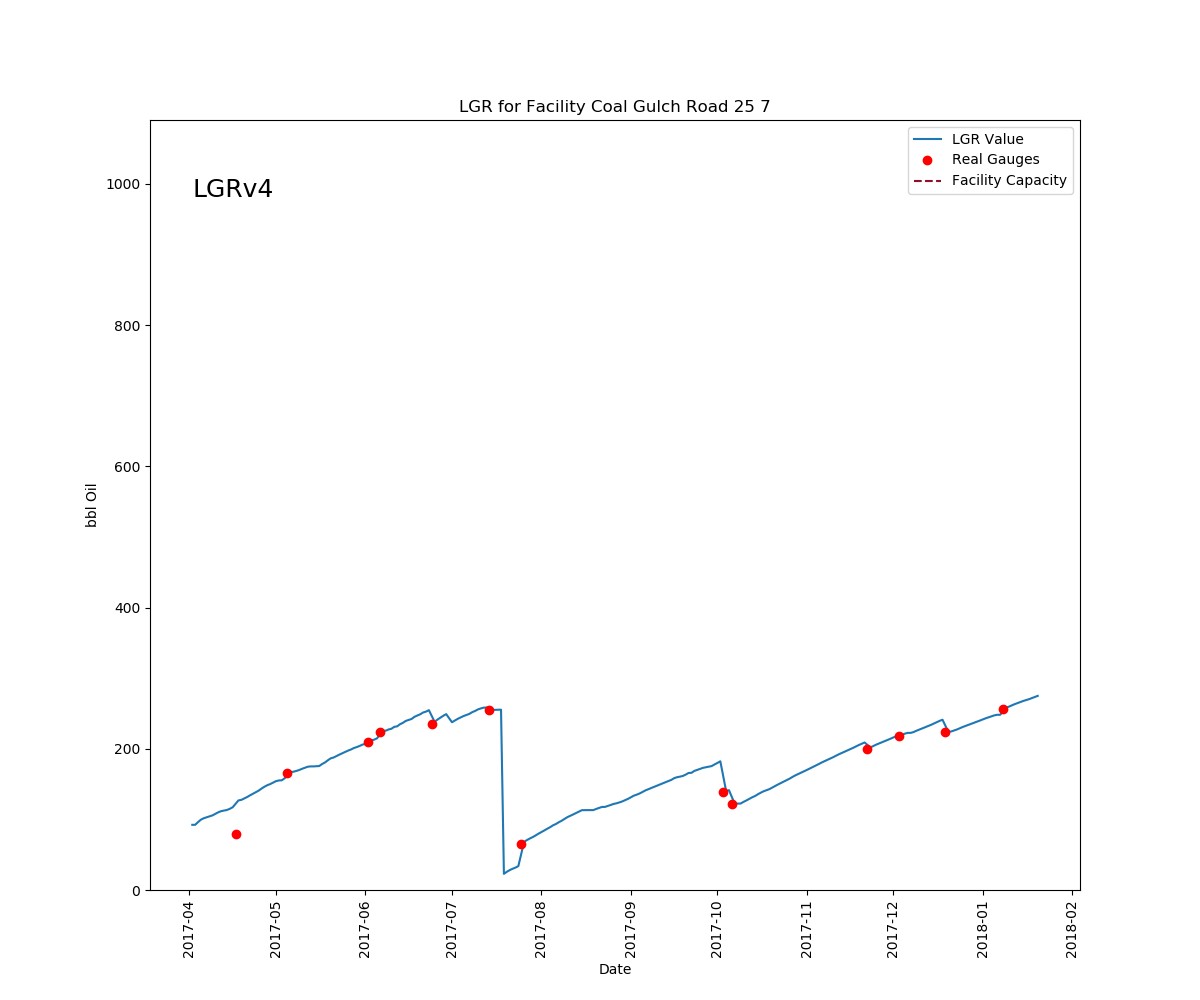 LGR for Facility Coal Gulch Road 25 7
LGR Value
Real Gauges
Facility Capacity
LGRv4
1000
800
600
400
200
0
bbl Oil
2017-04
2017-05
2017-06
2017-07
2017-08
2017-09
2017-10
2017-11
2017-12
2018-01
2018-02
Date